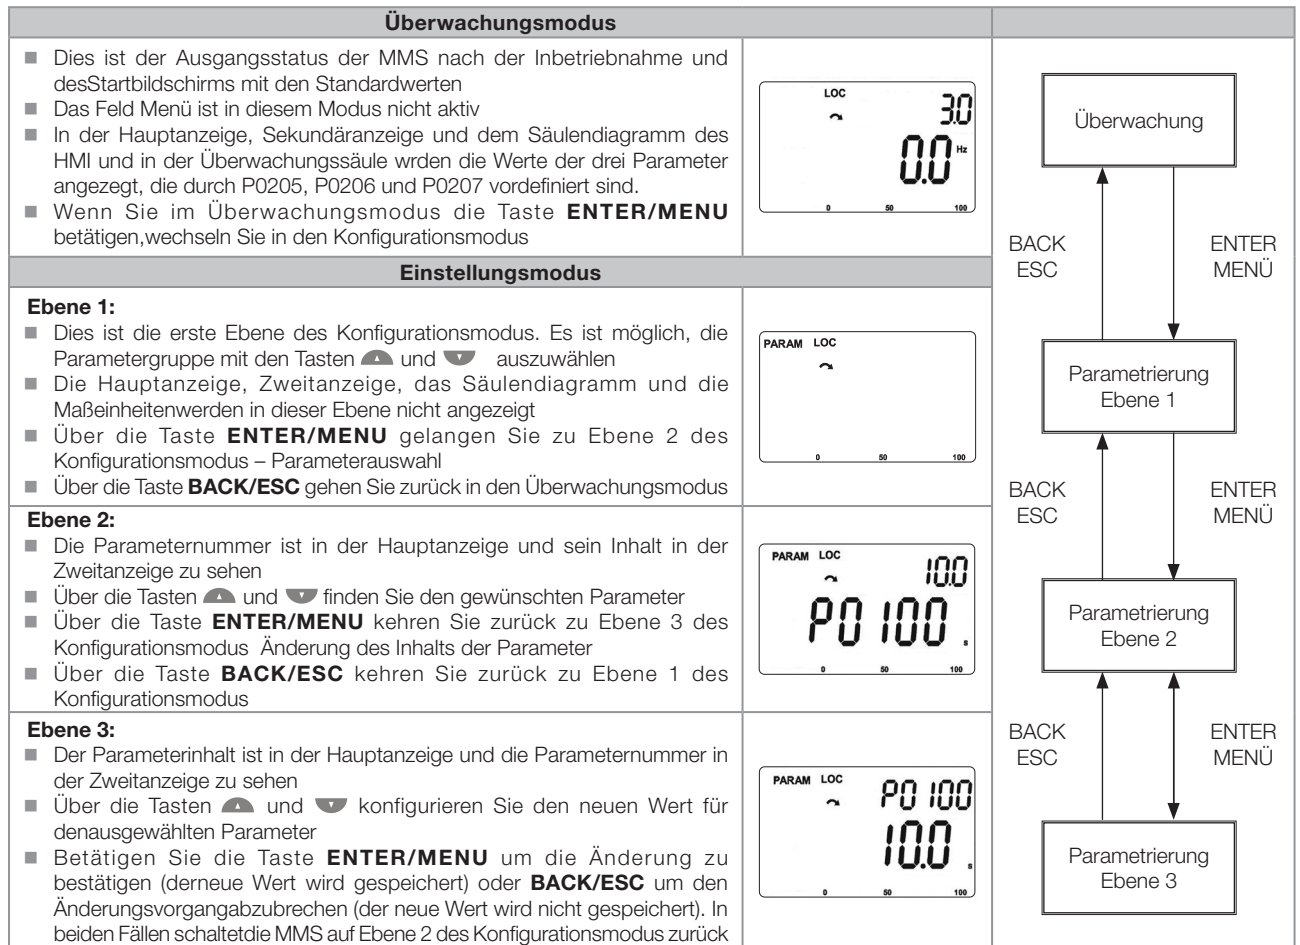 Überwachungsmodus
■ Dies ist der Ausgangsstatus der MMS nach der Inbetriebnahme und
desStartbildschirms mit den Standardwerten
■ Das Feld Menü ist in diesem Modus nicht aktiv
■ In der Hauptanzeige, Sekundäranzeige und dem Säulendiagramm des
HMI und in der Überwachungssäule wrden die Werte der drei Parameter
angezegt, die durch P0205, P0206 und P0207 vordefiniert sind.
■ Wenn Sie im Überwachungsmodus die Taste ENTER/MENU
betätigen,wechseln Sie in den Konfigurationsmodus
LOC
3.0
0.0 Hz
0 50 100
Einstellungsmodus
Ebene 1:
■ Dies ist die erste Ebene des Konfigurationsmodus. Es ist möglich, die
Parametergruppe mit den Tasten und auszuwählen
■ Die Hauptanzeige, Zweitanzeige, das Säulendiagramm und die
Maßeinheitenwerden in dieser Ebene nicht angezeigt
■ Über die Taste ENTER/MENU gelangen Sie zu Ebene 2 des
Konfigurationsmodus – Parameterauswahl
■ Über die Taste BACK/ESC gehen Sie zurück in den Überwachungsmodus
PARAM LOC
0 50 100
Ebene 2:
■ Die Parameternummer ist in der Hauptanzeige und sein Inhalt in der
Zweitanzeige zu sehen
■ Über die Tasten und finden Sie den gewünschten Parameter
■ Über die Taste ENTER/MENU kehren Sie zurück zu Ebene 3 des
Konfigurationsmodus Änderung des Inhalts der Parameter
■ Über die Taste BACK/ESC kehren Sie zurück zu Ebene 1 des
Konfigurationsmodus
PARAM LOC
10.0
P0100 s
0 50 100
Ebene 3:
■ Der Parameterinhalt ist in der Hauptanzeige und die Parameternummer in
der Zweitanzeige zu sehen
■ Über die Tasten und konfigurieren Sie den neuen Wert für
denausgewählten Parameter
■ Betätigen Sie die Taste ENTER/MENU um die Änderung zu
bestätigen (derneue Wert wird gespeichert) oder BACK/ESC um den
Änderungsvorgangabzubrechen (der neue Wert wird nicht gespeichert). In
beiden Fällen schaltetdie MMS auf Ebene 2 des Konfigurationsmodus zurück
PARAM LOC
P0100
10.0 s
0 50 100
Überwachung
BACK
ESC
ENTER
MENÜ
Parametrierung
Ebene 1
BACK
ESC
ENTER
MENÜ
Parametrierung
Ebene 2
BACK
ESC
ENTER
MENÜ
Parametrierung
Ebene 3